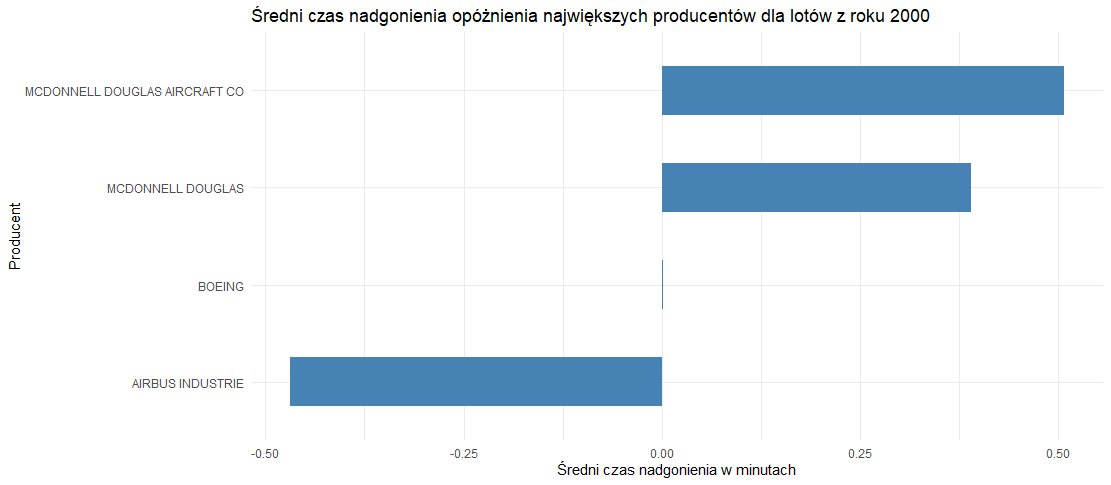 Średni czas nadgonienia opóźnienia największych producentów dla lotów z roku 2000
Producent
MCDONNELL DOUGLAS AIRCRAFT CO
MCDONNELL DOUGLAS
BOEING
AIRBUS INDUSTRIE
-0.50 -0.25 0.00 0.25 0.50
Średni czas nadgonienia w minutach